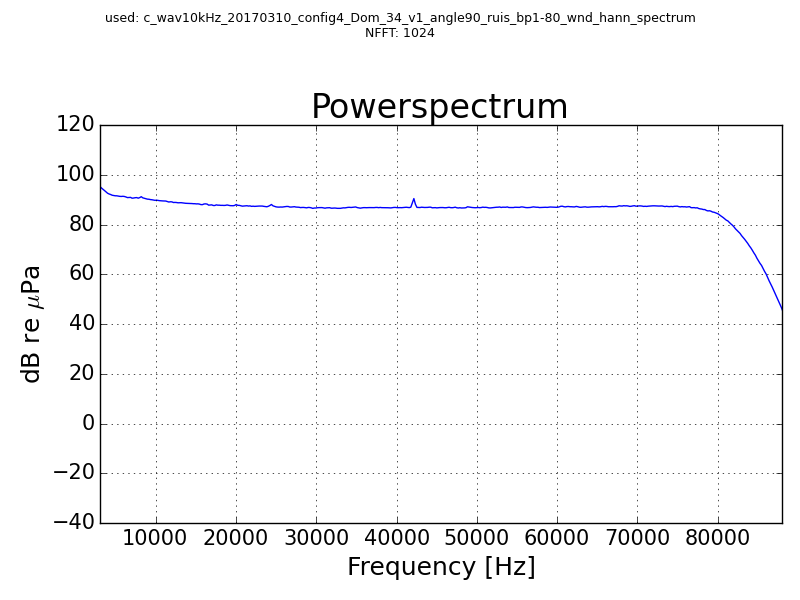 used: c_wav10kHz_20170310_config4_Dom_34_v1_angle90_ruis_bp1-80_wnd_hann_spectrum
NFFT: 1024
Powerspectrum
120
100
80
60
40
20
0
−20
−40
dB re μPa
10000 20000 30000 40000 50000 60000 70000 80000
Frequency [Hz]